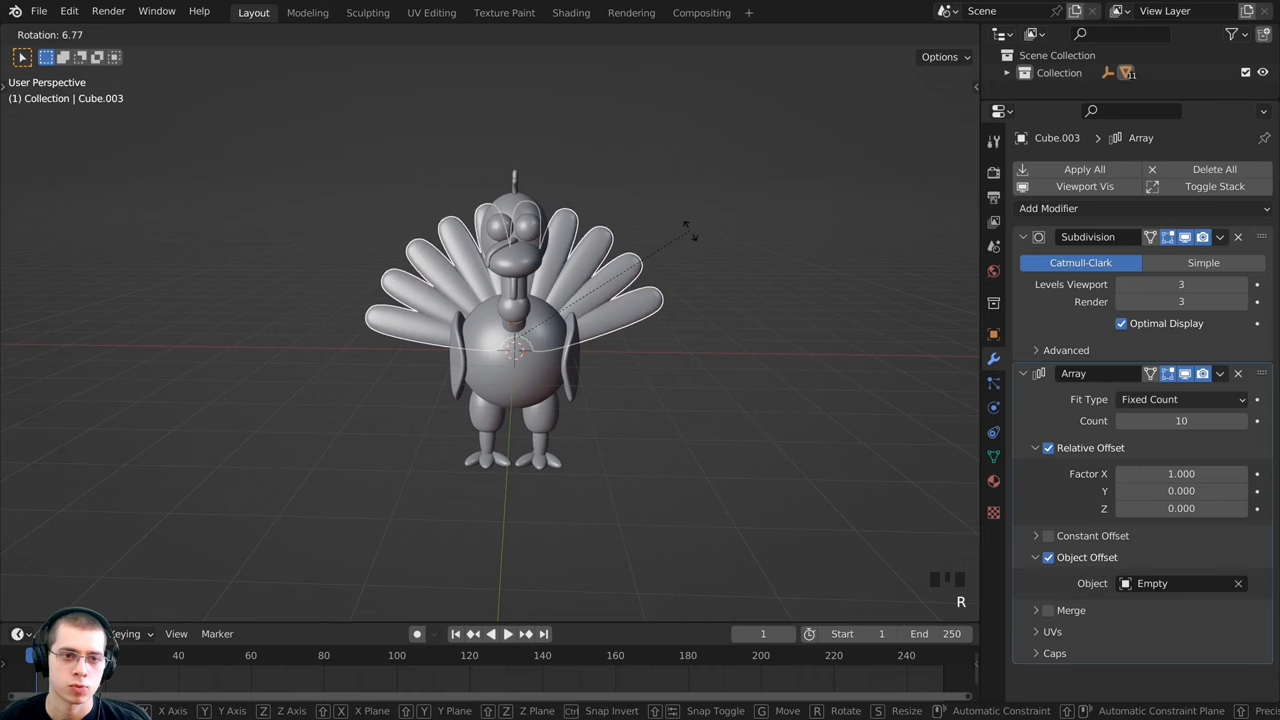 File Edit Render Window Help Layout Modeling Sculpting UV Editing Texture Paint Shading Rendering Compositing Scene View Layer
Rotation: 6.77
Options
User Perspective
(1) Collection | Cube.003
Scene Collection
Collection 11
Cube.003 Array
Apply All Delete All
Viewport Vis Toggle Stack
Add Modifier
Subdivision
Catmull-Clark Simple
Levels Viewport 3
Render 3
Optimal Display
Advanced
Array
Fit Type Fixed Count
Count 10
Relative Offset
Factor X 1.000
Y 0.000
Z 0.000
Constant Offset
Object Offset
Object Empty
Merge
UVs
Caps
R
Keying View Marker 1 Start 1 End 250
40 60 80 100 120 140 160 180 200 220 240
X Axis Y Axis Z Axis X Plane Y Plane Z Plane Ctrl Snap Invert Snap Toggle G Move R Rotate S Resize Automatic Constraint Automatic Constraint Plane